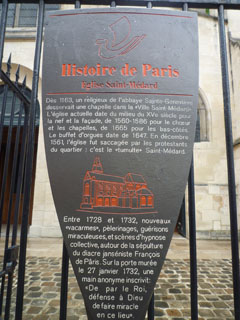 Histoire de Paris
Église Saint-Médard
Dès 1163, un religieux de l'abbaye Sainte-Geneviève
desservait une chapelle dans la «Ville Saint-Médard».
L'église actuelle date du milieu du XVe siècle pour
la nef et la façade, de 1560-1586 pour le chœur
et les chapelles, de 1665 pour les bas-côtés.
Le buffet d'orgues date de 1647. En décembre
1561, l'église fut saccagée par les protestants
du quartier : c'est le «tumulte» Saint-Médard.
Entre 1728 et 1732, nouveaux
«vacarmes», pèlerinages, guérisons
miraculeuses, et scènes d'hypnose
collective, autour de la sépulture
du diacre janséniste François
de Pâris. Sur la porte murée
le 27 janvier 1732, une
main anonyme inscrivit:
«De par le Roi,
défense à Dieu
de faire miracle
en ce lieu».